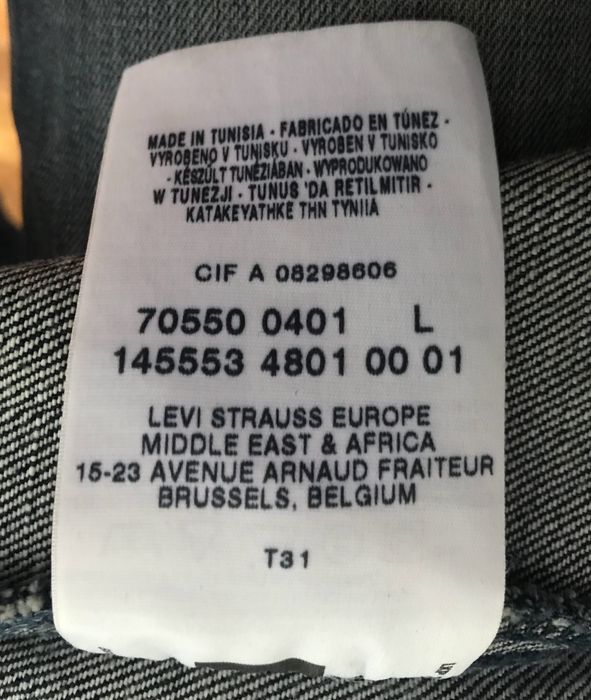 MADE IN TUNISIA · FABRICADO EN TÚNEZ ·
VYROBENO V TUNISKU · VYROBEN V TUNISKO
· KÉSZÜLT TUNÉZIÁBAN · WYPRODUKOWANO
W TUNEZJI · TUNUS 'DA RETILMITIR ·
KATAKEYATHKE THN TYNIIA
CIF A 08298606
70550 0401 L
145553 4801 00 01
LEVI STRAUSS EUROPE
MIDDLE EAST & AFRICA
15-23 AVENUE ARNAUD FRAITEUR
BRUSSELS, BELGIUM
T31